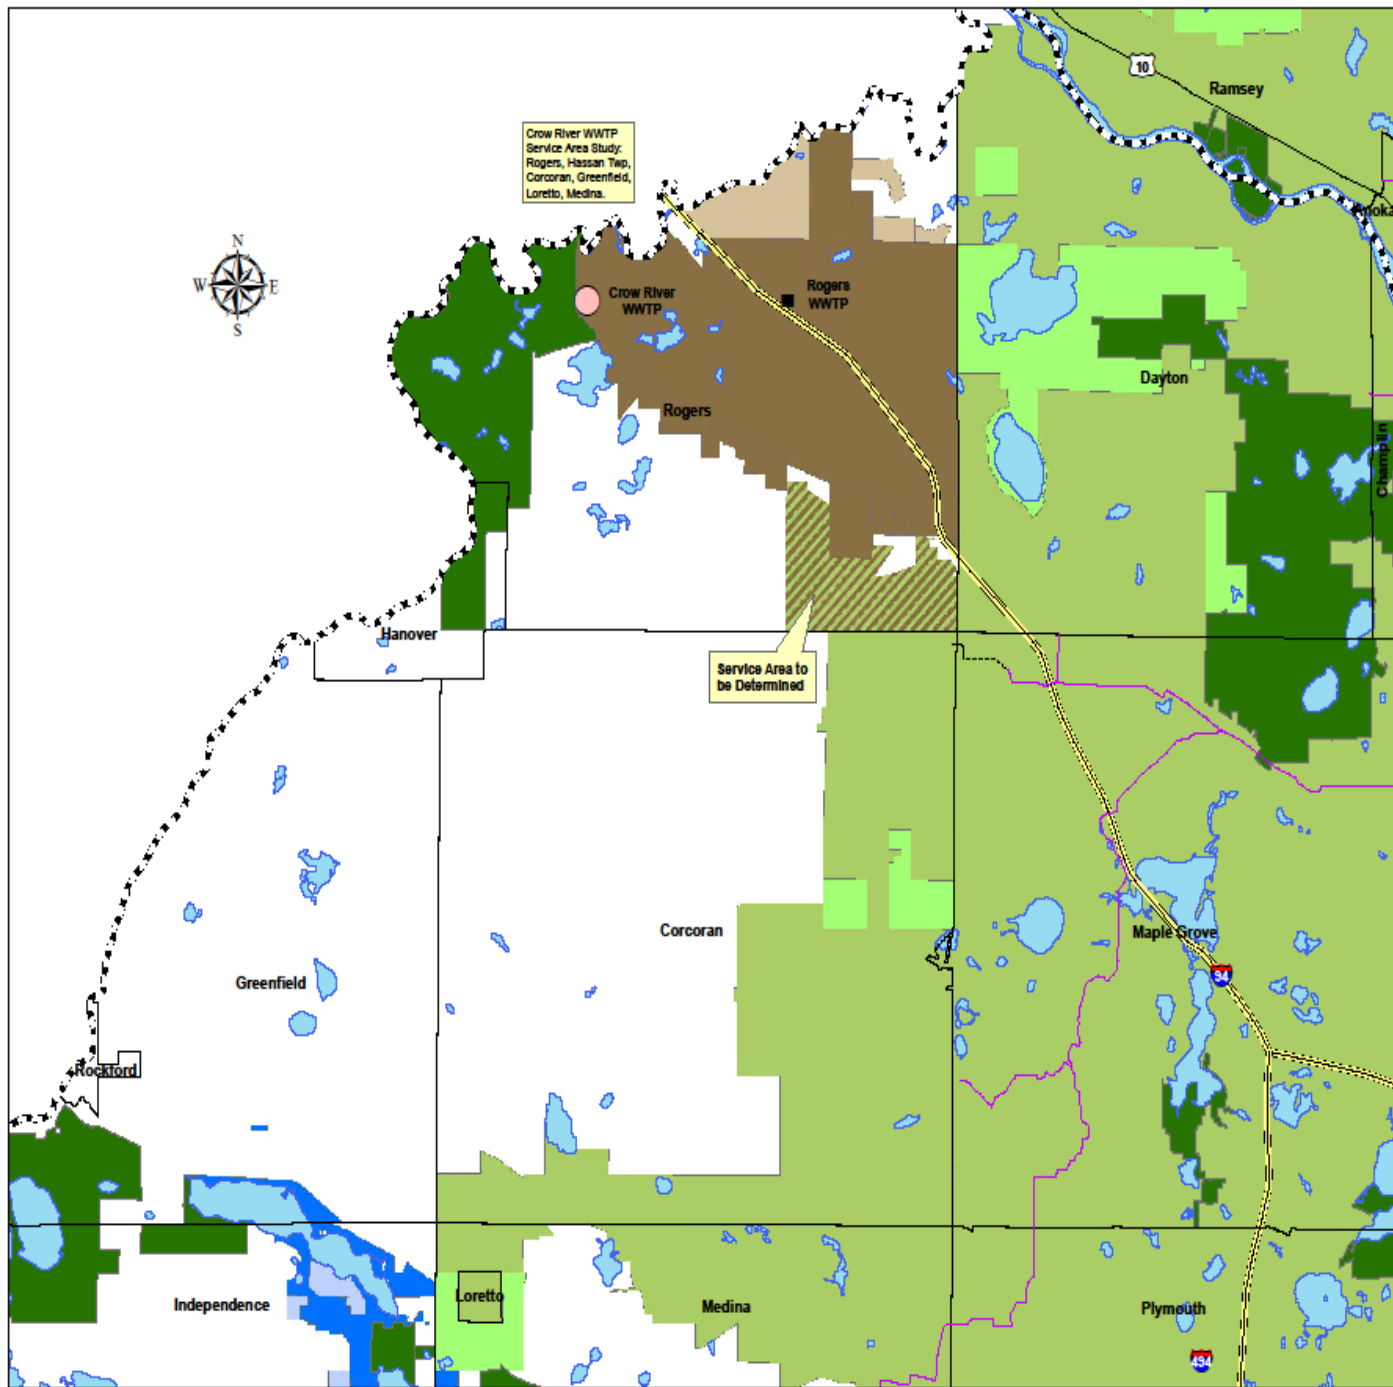 10
Ramsey
Crow River WWTP
Service Area Study:
Rogers, Hassan Twp,
Corcoran, Greenfield,
Loretto, Medina.
Anoka
N
W E
S
Crow River
WWTP
Rogers
WWTP
Dayton
Rogers
Champlin
Hanover
Service Area to
be Determined
Corcoran
Maple Grove
94
Greenfield
Rockford
Independence
Loretto
Medina
Plymouth
494